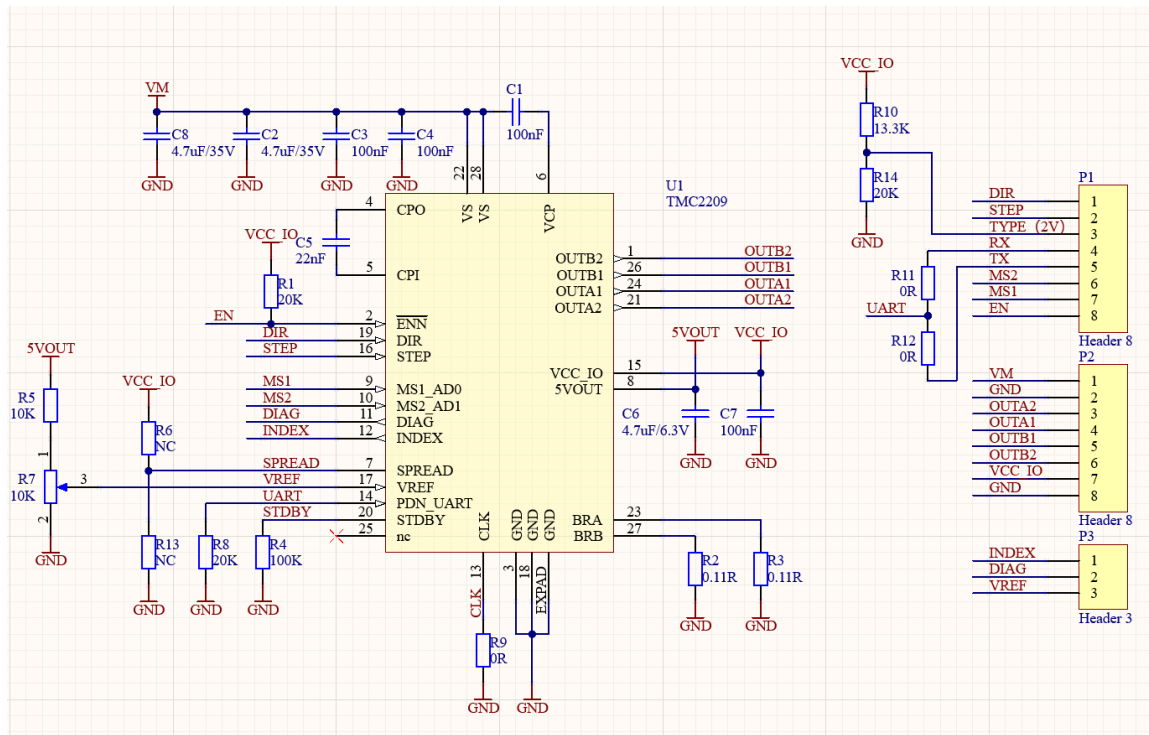 VM
C8
4.7uF/35V
GND
C2
4.7uF/35V
GND
C3
100nF
GND
C4
100nF
GND
C1
100nF
22
28
6
VS
VS
VCP
U1
TMC2209
4
CPO
C5
22nF
5
CPI
VCC_IO
R1
20K
EN
2
ENN
DIR
19
DIR
STEP
16
STEP
MS1
9
MS1_AD0
MS2
10
MS2_AD1
DIAG
11
DIAG
INDEX
12
INDEX
SPREAD
7
SPREAD
VREF
17
VREF
UART
14
PDN_UART
STDBY
20
STDBY
25
nc
5VOUT
R5
10K
1
R7
10K
3
2
GND
VCC_IO
R6
NC
R13
NC
GND
R8
20K
GND
R4
100K
GND
CLK
13
CLK
R9
0R
GND
GND
GND
GND
3
18
EXPAD
GND
OUTB2
1
OUTB2
OUTB1
26
OUTB1
OUTA1
24
OUTA1
OUTA2
21
OUTA2
5VOUT
VCC_IO
VCC_IO
15
5VOUT
8
C6
4.7uF/6.3V
GND
C7
100nF
GND
BRA
23
BRB
27
R2
0.11R
GND
R3
0.11R
GND
VCC_IO
R10
13.3K
R14
20K
GND
R11
0R
UART
R12
0R
P1
DIR
1
STEP
2
TYPE (2V)
3
RX
4
TX
5
MS2
6
MS1
7
EN
8
Header 8
P2
VM
1
GND
2
OUTA2
3
OUTA1
4
OUTB1
5
OUTB2
6
VCC_IO
7
GND
8
Header 8
P3
INDEX
1
DIAG
2
VREF
3
Header 3